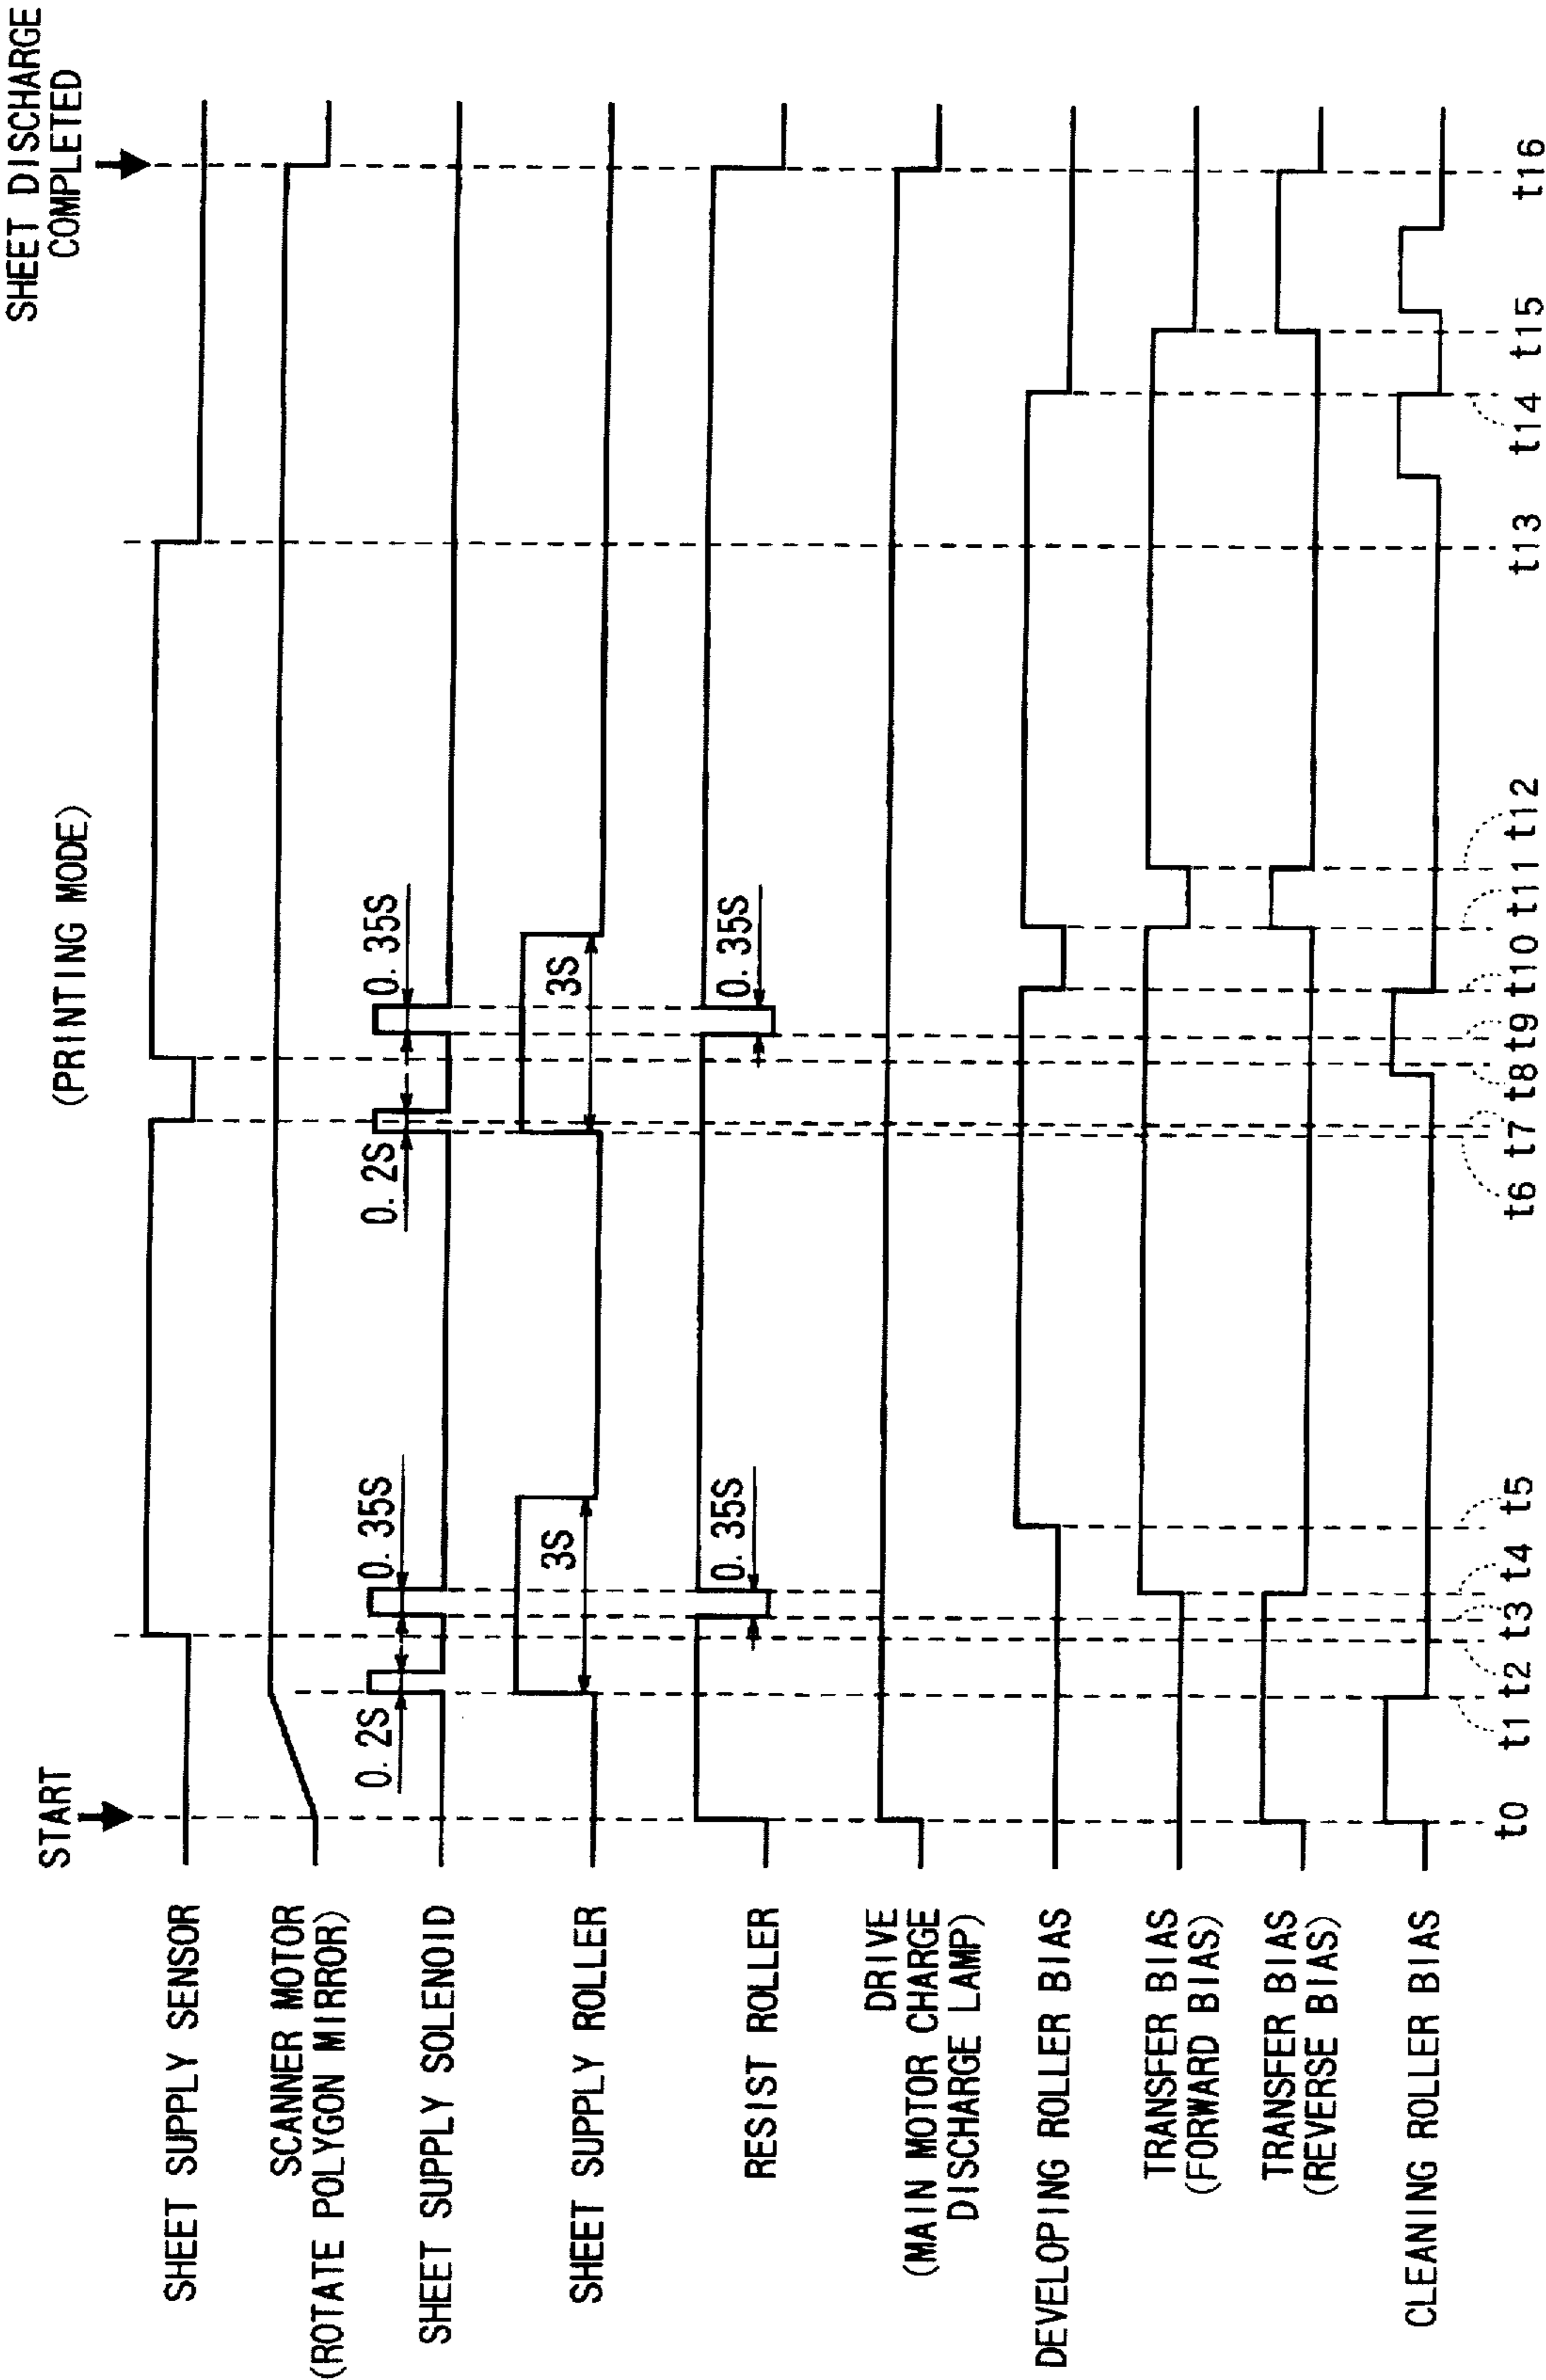 (PRINTING MODE)
START
SHEET DISCHARGE
COMPLETED
SHEET SUPPLY SENSOR
SCANNER MOTOR
(ROTATE POLYGON MIRROR)
SHEET SUPPLY SOLENOID
0. 2S
0. 35S
0. 2S
0. 35S
SHEET SUPPLY ROLLER
3S
3S
RESIST ROLLER
0. 35S
0. 35S
DRIVE
(MAIN MOTOR CHARGE
DISCHARGE LAMP)
DEVELOPING ROLLER BIAS
TRANSFER BIAS
(FORWARD BIAS)
TRANSFER BIAS
(REVERSE BIAS)
CLEANING ROLLER BIAS
t0 t1 t2 t3 t4 t5 t6 t7 t8 t9 t10 t11 t12 t13 t14 t15 t16